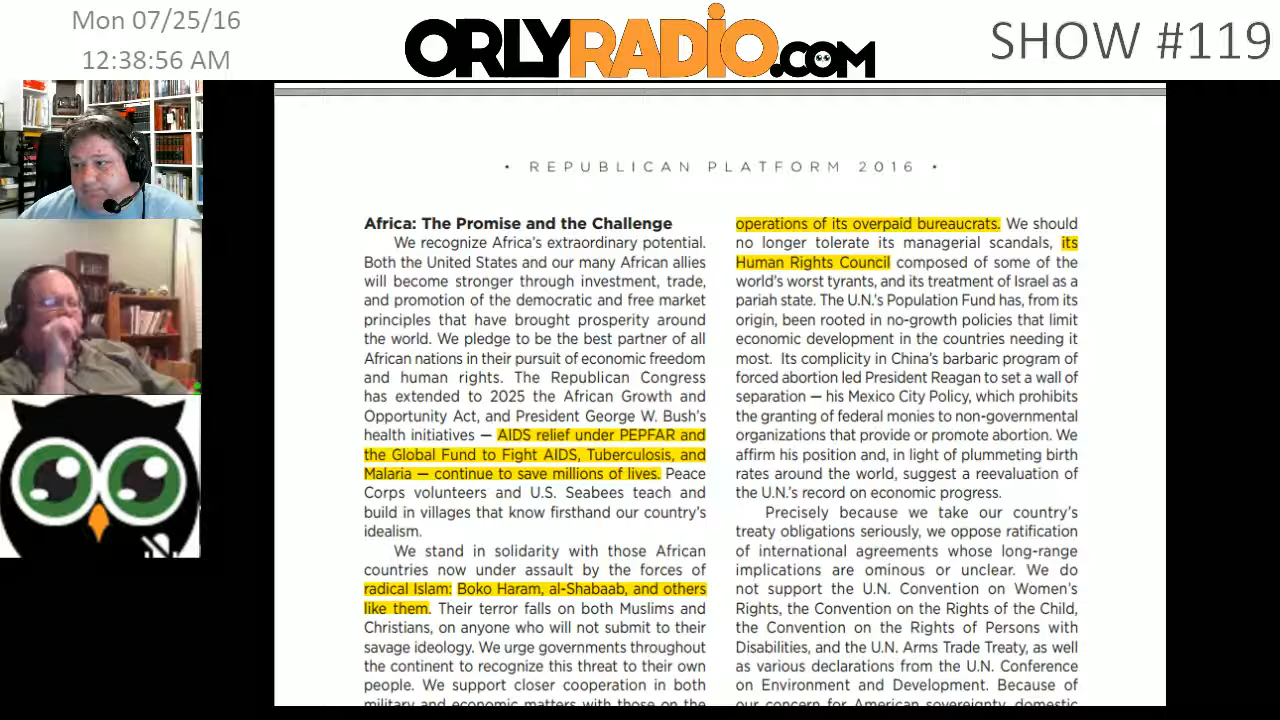 Mon 07/25/16
12:38:56 AM
ORLYRADiO.COM
SHOW #119
• REPUBLICAN PLATFORM 2016 •
Africa: The Promise and the Challenge
We recognize Africa's extraordinary potential.
Both the United States and our many African allies
will become stronger through investment, trade,
and promotion of the democratic and free market
principles that have brought prosperity around
the world. We pledge to be the best partner of all
African nations in their pursuit of economic freedom
and human rights. The Republican Congress
has extended to 2025 the African Growth and
Opportunity Act, and President George W. Bush's
health initiatives — AIDS relief under PEPFAR and
the Global Fund to Fight AIDS, Tuberculosis, and
Malaria — continue to save millions of lives. Peace
Corps volunteers and U.S. Seabees teach and
build in villages that know firsthand our country's
idealism.
We stand in solidarity with those African
countries now under assault by the forces of
radical Islam: Boko Haram, al-Shabaab, and others
like them. Their terror falls on both Muslims and
Christians, on anyone who will not submit to their
savage ideology. We urge governments throughout
the continent to recognize this threat to their own
people. We support closer cooperation in both
military and economic matters with those on the
operations of its overpaid bureaucrats. We should
no longer tolerate its managerial scandals, its
Human Rights Council composed of some of the
world's worst tyrants, and its treatment of Israel as a
pariah state. The U.N.'s Population Fund has, from its
origin, been rooted in no-growth policies that limit
economic development in the countries needing it
most. Its complicity in China's barbaric program of
forced abortion led President Reagan to set a wall of
separation — his Mexico City Policy, which prohibits
the granting of federal monies to non-governmental
organizations that provide or promote abortion. We
affirm his position and, in light of plummeting birth
rates around the world, suggest a reevaluation of
the U.N.'s record on economic progress.
Precisely because we take our country's
treaty obligations seriously, we oppose ratification
of international agreements whose long-range
implications are ominous or unclear. We do
not support the U.N. Convention on Women's
Rights, the Convention on the Rights of the Child,
the Convention on the Rights of Persons with
Disabilities, and the U.N. Arms Trade Treaty, as well
as various declarations from the U.N. Conference
on Environment and Development. Because of
our concern for American sovereignty, domestic